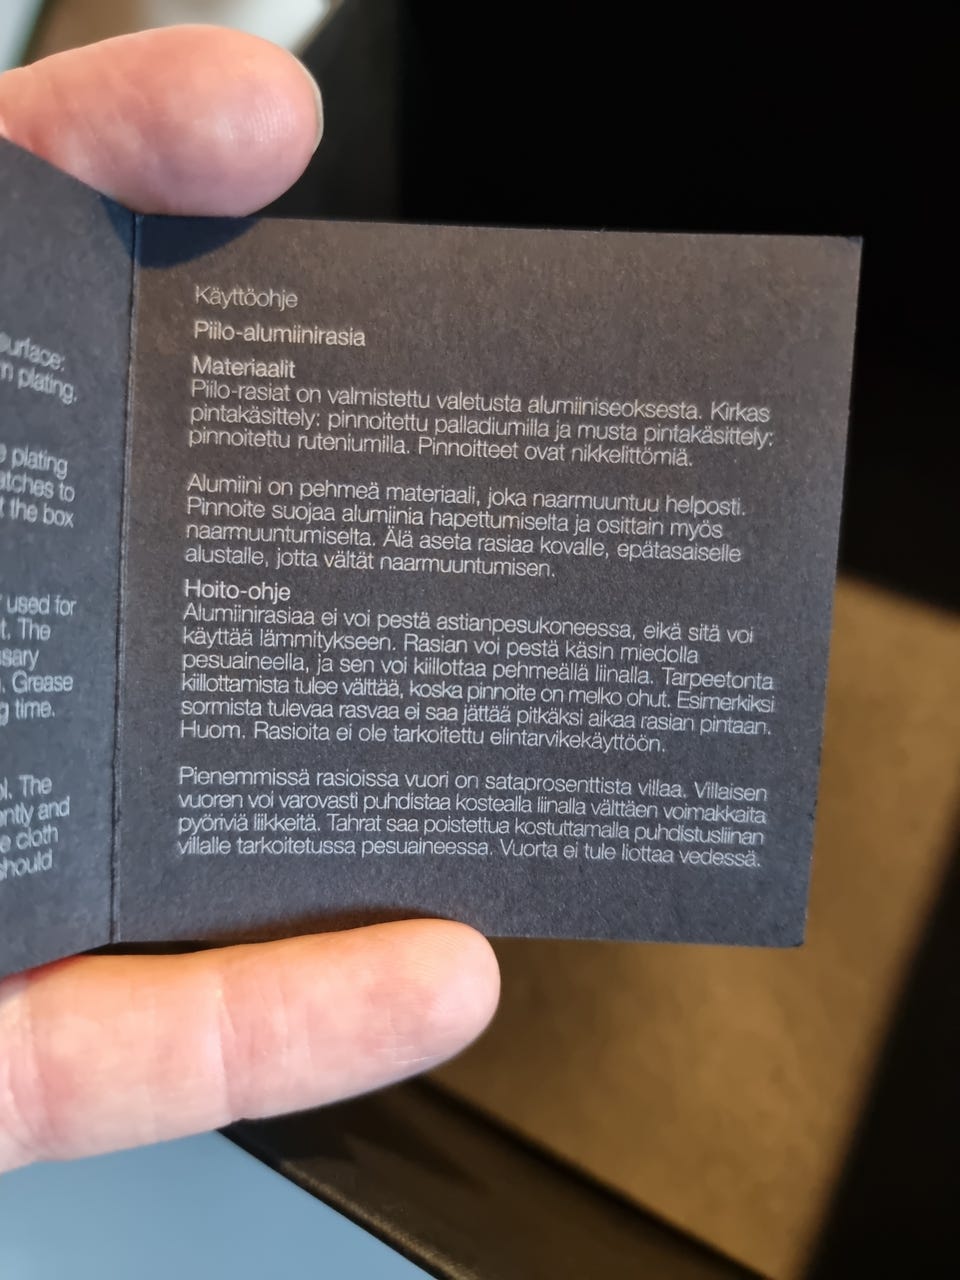 surface:
plating.
plating
to
the box
used for
The
Grease
time.
The
and
cloth
should
Käyttöohje
Piilo-alumiinirasia
Materiaalit
Piilo-rasiat on valmistettu valetusta alumiiniseoksesta. Kirkas
pintakäsittely: pinnoitettu palladiumilla ja musta pintakäsittely:
pinnoitettu ruteniumilla. Pinnoitteet ovat nikkelittömiä.
Alumiini on pehmeä materiaali, joka naarmuuntuu helposti.
Pinnoite suojaa alumiinia hapettumiselta ja osittain myös
naarmuuntumiselta. Älä aseta rasiaa kovalle, epätasaiselle
alustalle, jotta vältät naarmuuntumisen.
Hoito-ohje
Alumiinirasiaa ei voi pestä astianpesukoneessa, eikä sitä voi
käyttää lämmitykseen. Rasian voi pestä käsin miedolla
pesuaineella, ja sen voi kiillottaa pehmeällä liinalla. Tarpeetonta
kiillottamista tulee välttää, koska pinnoite on melko ohut. Esimerkiksi
sormista tulevaa rasvaa ei saa jättää pitkäksi aikaa rasian pintaan.
Huom. Rasioita ei ole tarkoitettu elintarvikekäyttöön.
Pienemmissä rasioissa vuori on sataprosenttista villaa. Villaisen
vuoren voi varovasti puhdistaa kostealla liinalla välttäen voimakkaita
pyöriviä liikkeitä. Tahrat saa poistettua kostuttamalla puhdistusliinan
villalle tarkoitetussa pesuaineessa. Vuorta ei tule liottaa vedessä.